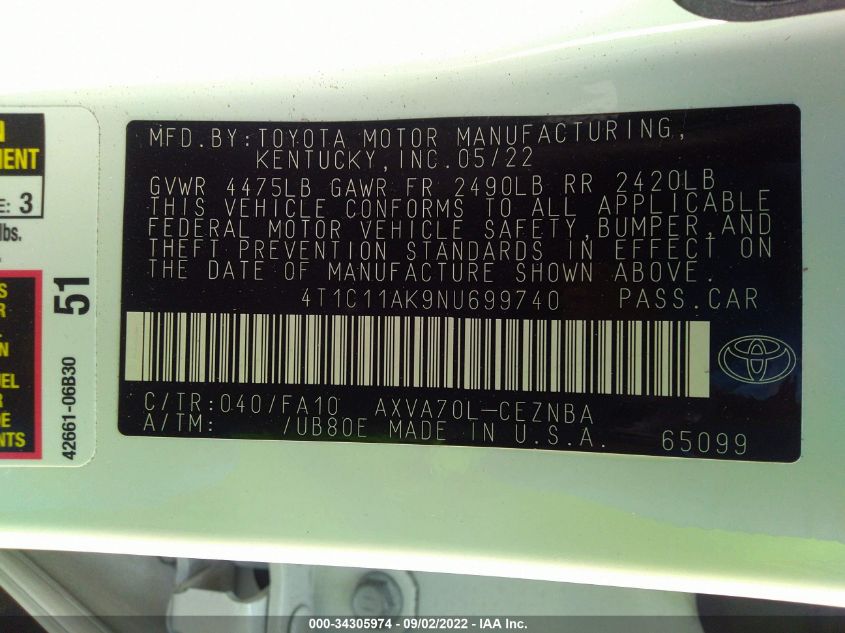 MFD.BY:TOYOTA MOTOR MANUFACTURING,
KENTUCKY,INC.05/22
GVWR 4475LB GAWR FR 2490LB RR 2420LB
THIS VEHICLE CONFORMS TO ALL APPLICABLE
FEDERAL MOTOR VEHICLE SAFETY,BUMPER,AND
THEFT PREVENTION STANDARDS IN EFFECT ON
THE DATE OF MANUFACTURE SHOWN ABOVE.
4T1C11AK9NU699740 PASS.CAR
C/TR:040/FA10 AXVA70L-CEZNBA
A/TM: /UB80E MADE IN U.S.A. 65099
MENT
E: 3
lbs.
51
42661-06B30
000-34305974 - 09/02/2022 - IAA Inc.